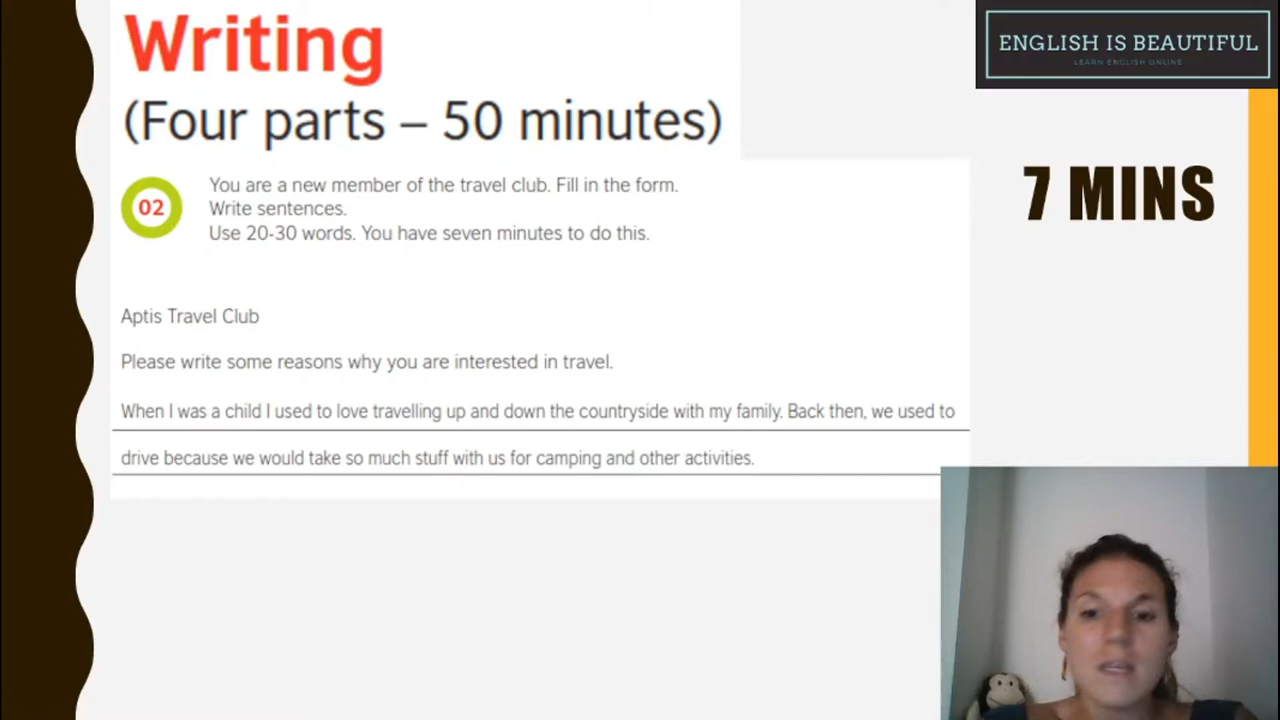 Writing
(Four parts – 50 minutes)
ENGLISH IS BEAUTIFUL
LEARN ENGLISH ONLINE
7 MINS
02
You are a new member of the travel club. Fill in the form.
Write sentences.
Use 20-30 words. You have seven minutes to do this.
Aptis Travel Club
Please write some reasons why you are interested in travel.
When I was a child I used to love travelling up and down the countryside with my family. Back then, we used to
drive because we would take so much stuff with us for camping and other activities.